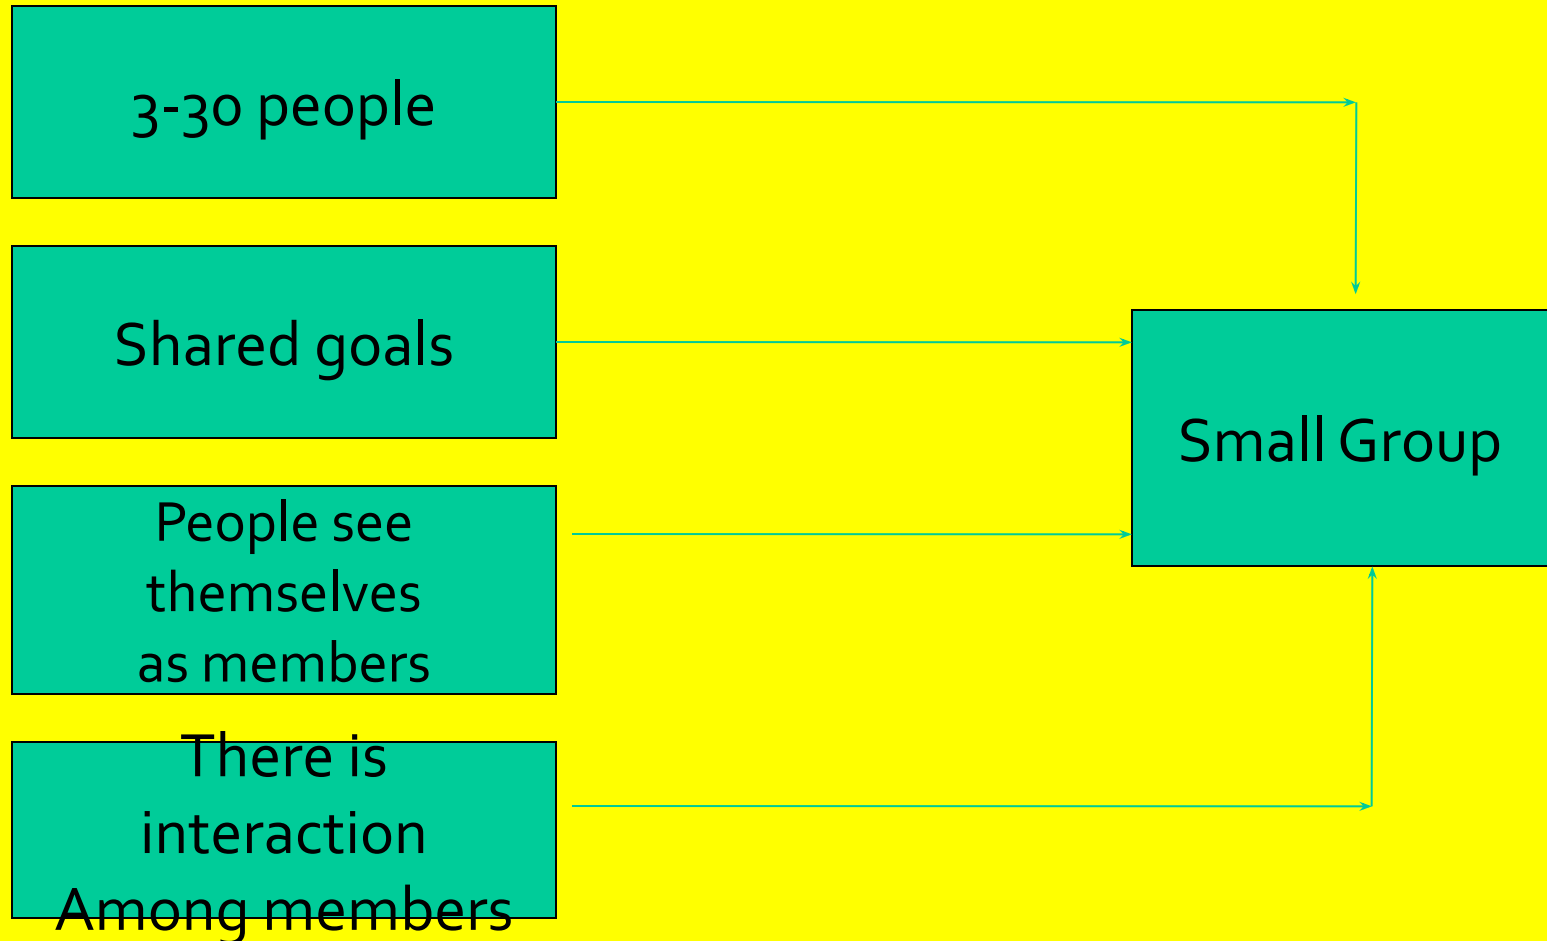 3-30 people
Shared goals
Small Group
People see
themselves
as members
There is
interaction
Among members